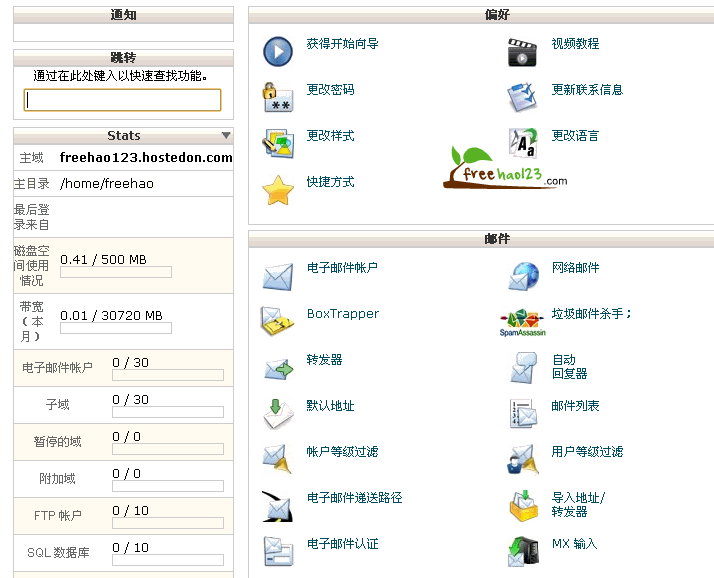 通知
跳转
通过在此处键入以快速查找功能。
Stats
主域 freehao123.hostedon.com
主目录 /home/freehao
最后登
录来自
磁盘空
间使用
情况
0.41 / 500 MB
带宽
（本
月）
0.01 / 30720 MB
电子邮件帐户 0 / 30
子域 0 / 30
暂停的域 0 / 0
附加域 0 / 0
FTP 帐户 0 / 10
SQL 数据库 0 / 10
偏好
获得开始向导 视频教程
更改密码 更新联系信息
更改样式 更改语言
快捷方式
freehao123.com
邮件
电子邮件帐户 网络邮件
BoxTrapper 垃圾邮件杀手；
SpamAssassin
转发器 自动
回复器
默认地址 邮件列表
帐户等级过滤 用户等级过滤
电子邮件递送路径 导入地址/
转发器
电子邮件认证 MX 输入